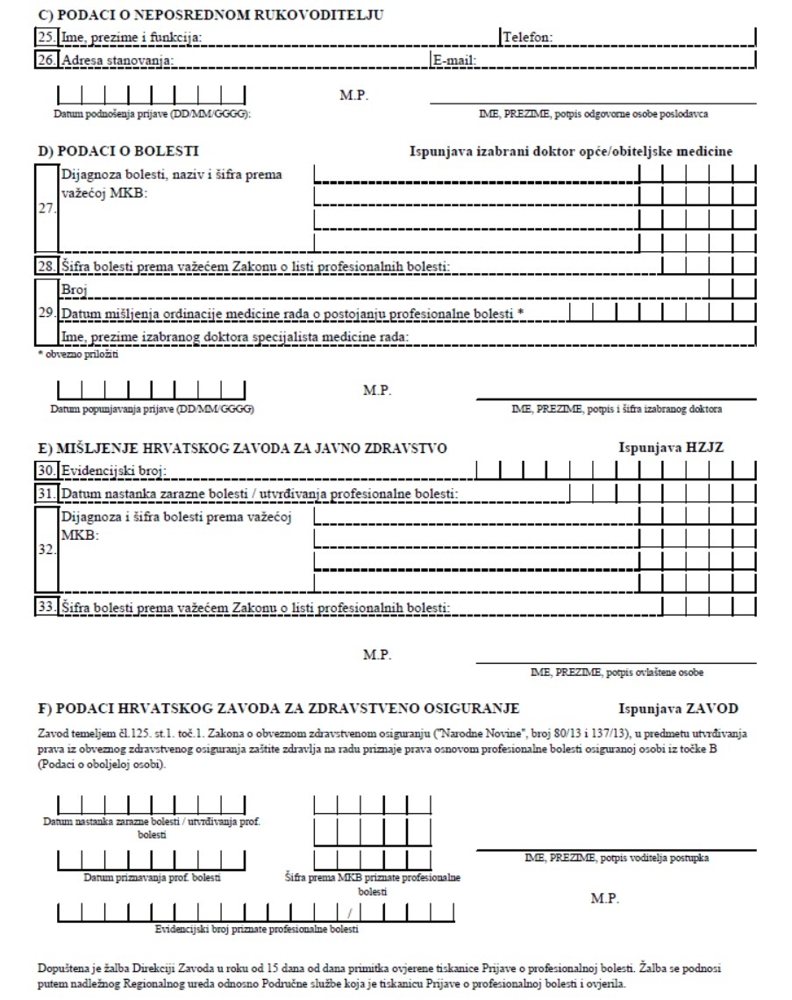 C) PODACI O NEPOSREDNOM RUKOVODITELJU
25. Ime, prezime i funkcija: Telefon:
26. Adresa stanovanja: E-mail:
M.P.
Datum podnošenja prijave (DD/MM/GGGG): IME, PREZIME, potpis odgovorne osobe poslodavca
D) PODACI O BOLESTI Ispunjava izabrani doktor opće/obiteljske medicine
27. Dijagnoza bolesti, naziv i šifra prema
važećoj MKB:
28. Šifra bolesti prema važećem Zakonu o listi profesionalnih bolesti:
Broj
29. Datum mišljenja ordinacije medicine rada o postojanju profesionalne bolesti *
Ime, prezime izabranog doktora specijalista medicine rada:
* obvezno priložiti
M.P.
Datum popunjavanja prijave (DD/MM/GGGG) IME, PREZIME, potpis i šifra izabranog doktora
E) MIŠLJENJE HRVATSKOG ZAVODA ZA JAVNO ZDRAVSTVO Ispunjava HZJZ
30. Evidencijski broj:
31. Datum nastanka zarazne bolesti / utvrđivanja profesionalne bolesti:
32. Dijagnoza i šifra bolesti prema važećoj
MKB:
33. Šifra bolesti prema važećem Zakonu o listi profesionalnih bolesti:
M.P.
IME, PREZIME, potpis ovlaštene osobe
F) PODACI HRVATSKOG ZAVODA ZA ZDRAVSTVENO OSIGURANJE Ispunjava ZAVOD
Zavod temeljem čl.125. st.1. toč.1. Zakona o obveznom zdravstvenom osiguranju ("Narodne Novine", broj 80/13 i 137/13), u predmetu utvrđivanja
prava iz obveznog zdravstvenog osiguranja zaštite zdravlja na radu priznaje prava osnovom profesionalne bolesti osiguranoj osobi iz točke B
(Podaci o oboljeloj osobi).
Datum nastanka zarazne bolesti / utvrđivanja prof.
bolesti
IME, PREZIME, potpis voditelja postupka
Datum priznavanja prof. bolesti Šifra prema MKB priznate profesionalne
bolesti
M.P.
/
Evidencijski broj priznate profesionalne bolesti
Dopuštena je žalba Direkciji Zavoda u roku od 15 dana od dana primitka ovjerene tiskanice Prijave o profesionalnoj bolesti. Žalba se podnosi
putem nadležnog Regionalnog ureda odnosno Područne službe koja je tiskanicu Prijave o profesionalnoj bolesti i ovjerila.